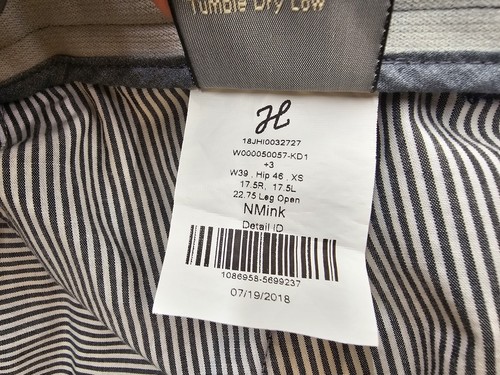 Tumble Dry Low
JH
18JHI0032727
W000050057-KD1
+3
W39 . Hip 46 . XS
17.5R, 17.5L
22.75 Leg Open
NMink
Detail ID
1086958-5699237
07/19/2018